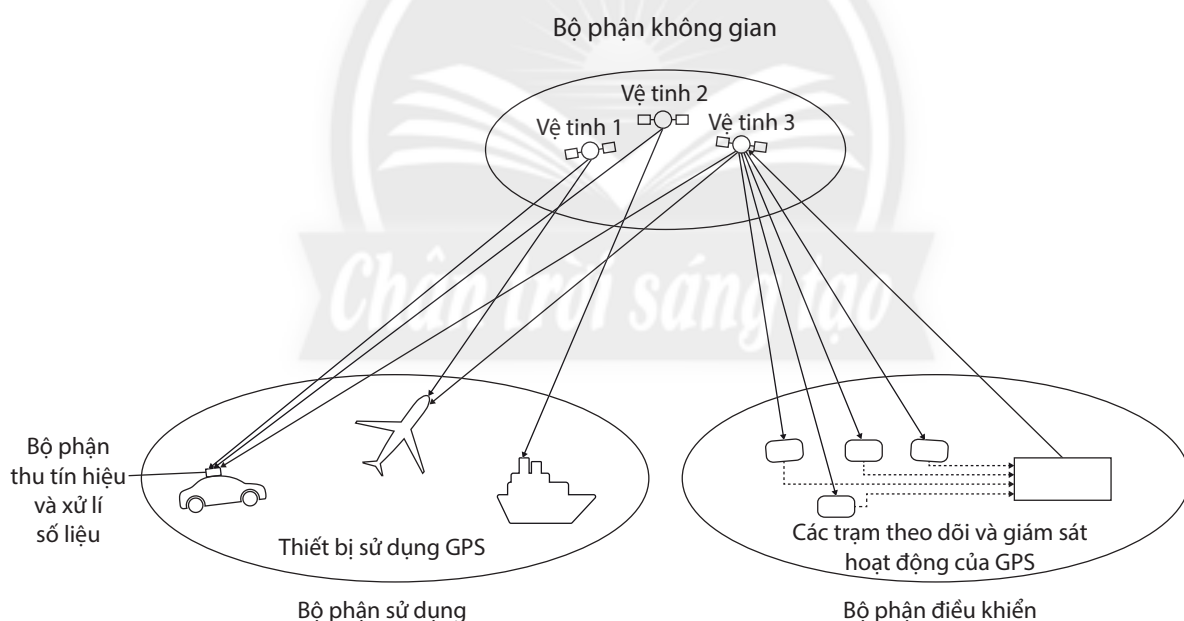 Bộ phận không gian
Vệ tinh 2
Vệ tinh 1
Vệ tinh 3
Chân trời sáng tạo
Bộ phận
thu tín hiệu
và xử lí
số liệu
Thiết bị sử dụng GPS
Các trạm theo dõi và giám sát
hoạt động của GPS
Bộ phận sử dụng
Bộ phận điều khiển